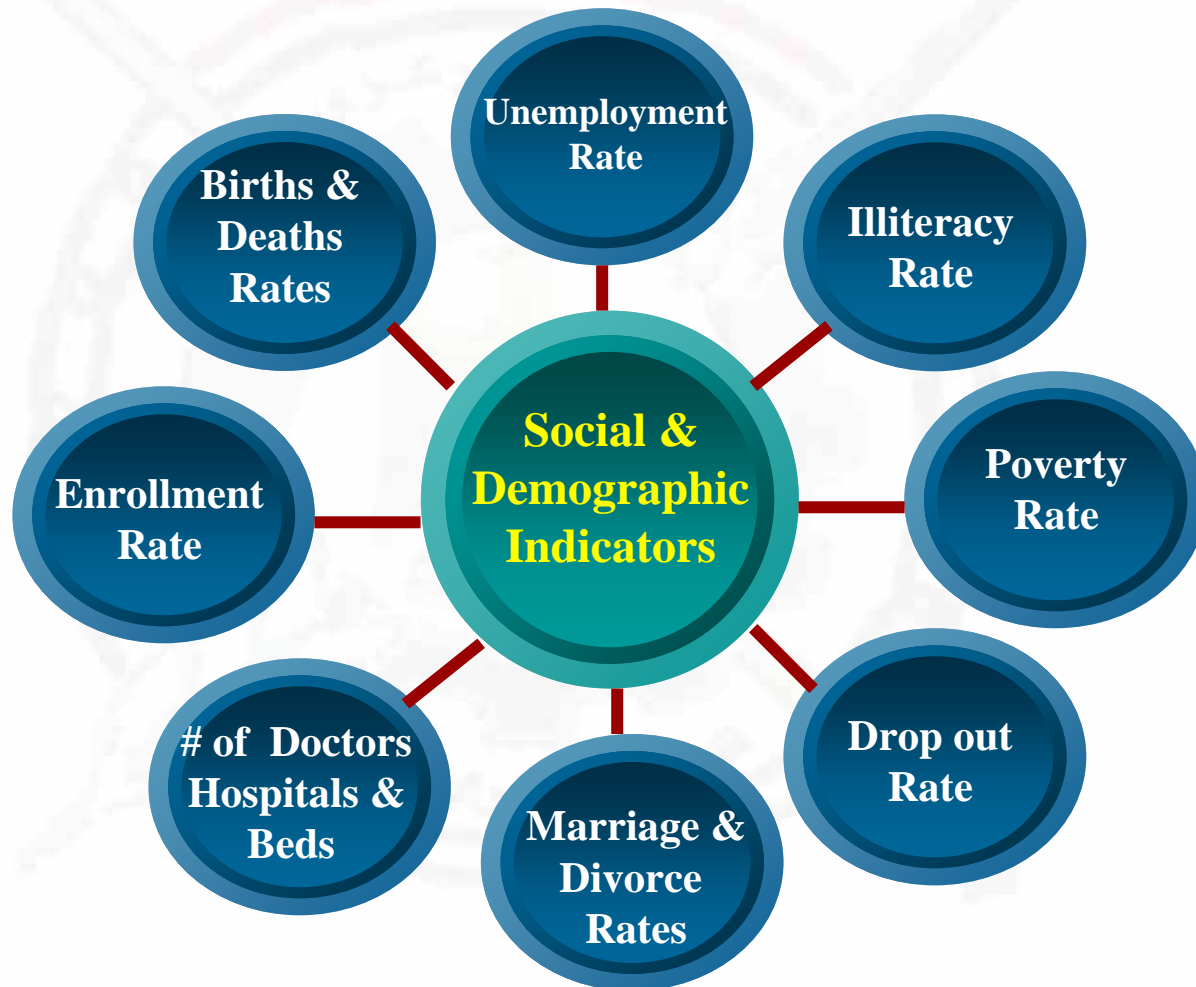 Unemployment
Rate
Births &
Deaths
Rates
Illiteracy
Rate
Social &
Demographic
Indicators
Enrollment
Rate
Poverty
Rate
# of Doctors
Hospitals &
Beds
Marriage &
Divorce
Rates
Drop out
Rate